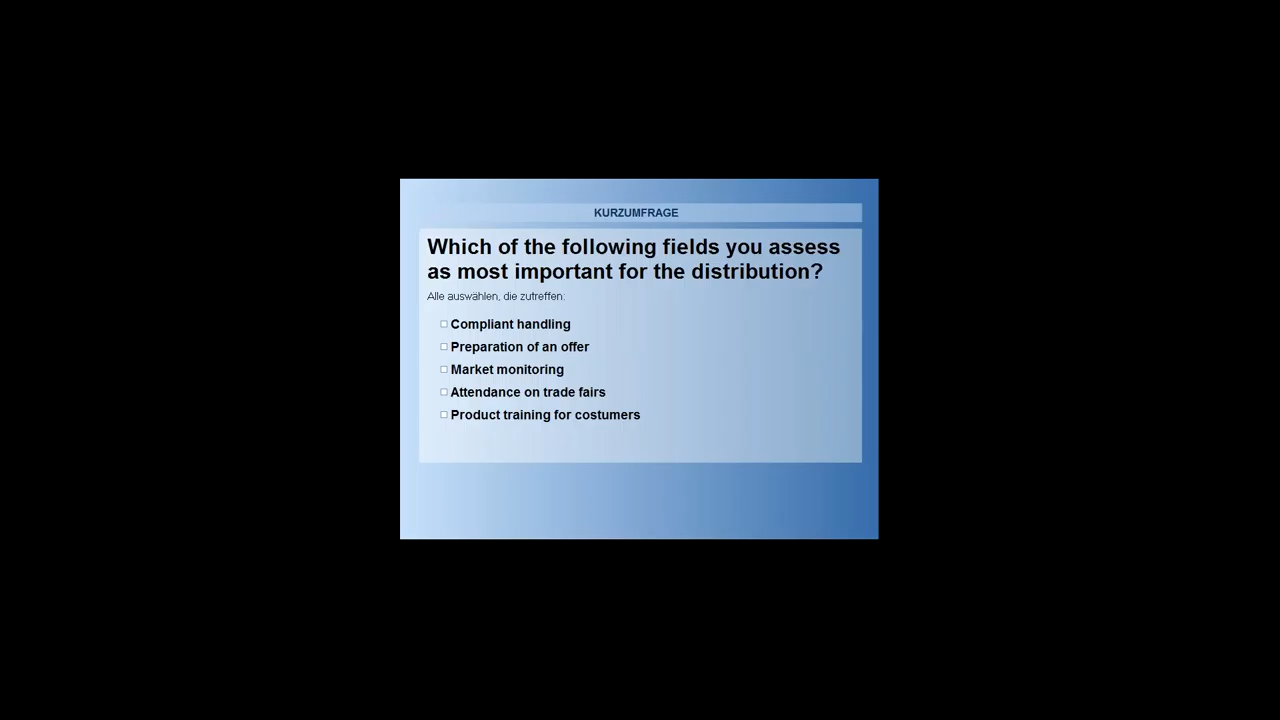 KURZUMFRAGE
Which of the following fields you assess
as most important for the distribution?
Alle auswählen, die zutreffen:
Compliant handling
Preparation of an offer
Market monitoring
Attendance on trade fairs
Product training for costumers